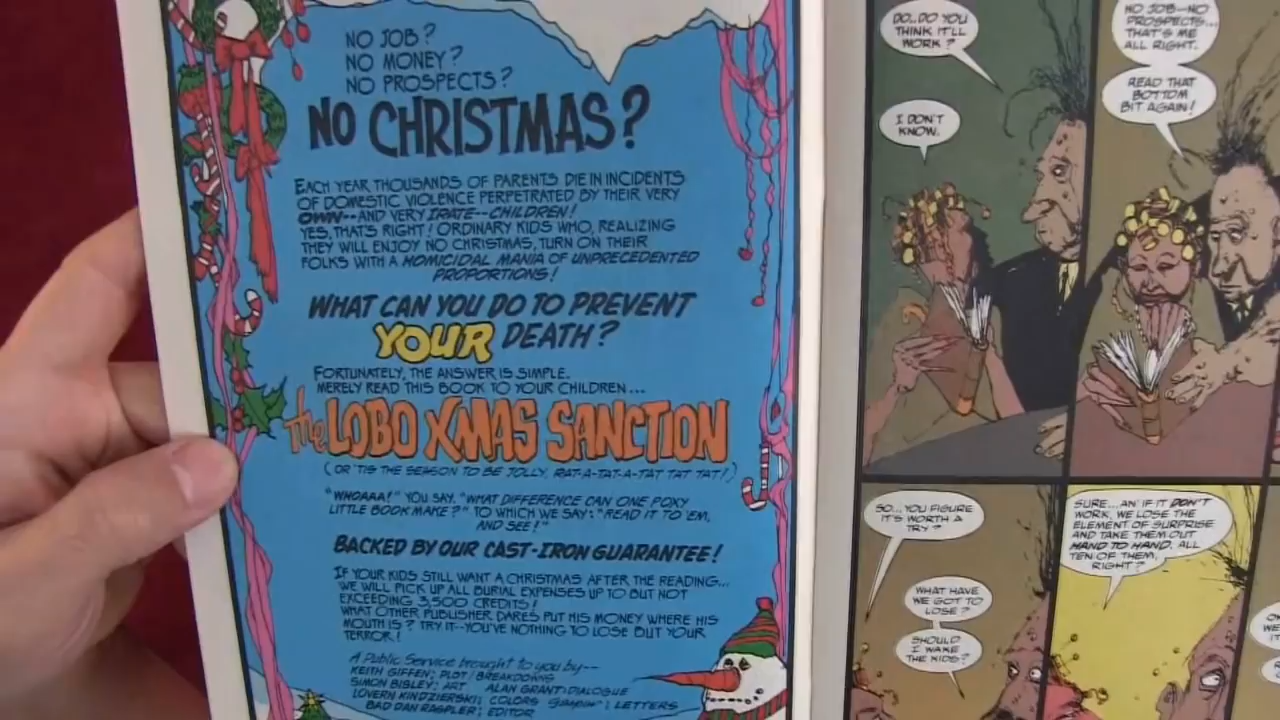 NO JOB?
NO MONEY?
NO PROSPECTS?
NO CHRISTMAS?
EACH YEAR THOUSANDS OF PARENTS DIE IN INCIDENTS
OF DOMESTIC VIOLENCE PERPETRATED BY THEIR VERY
OWN--AND VERY IRATE--CHILDREN!
YES, THAT'S RIGHT! ORDINARY KIDS WHO, REALIZING
THEY WILL ENJOY NO CHRISTMAS, TURN ON THEIR
FOLKS WITH A HOMICIDAL MANIA OF UNPRECEDENTED
PROPORTIONS!
WHAT CAN YOU DO TO PREVENT
YOUR DEATH?
FORTUNATELY, THE ANSWER IS SIMPLE.
MERELY READ THIS BOOK TO YOUR CHILDREN...
the LOBO XMAS SANCTION
(OR 'TIS THE SEASON TO BE JOLLY, RAT-A-TAT-A-TAT TAT TAT!)
"WHOAAA!" YOU SAY. "WHAT DIFFERENCE CAN ONE POXY
LITTLE BOOK MAKE?" TO WHICH WE SAY: "READ IT TO 'EM,
AND SEE!"
BACKED BY OUR CAST-IRON GUARANTEE!
IF YOUR KIDS STILL WANT A CHRISTMAS AFTER THE READING...
WE WILL PICK UP ALL BURIAL EXPENSES UP TO BUT NOT
EXCEEDING 3,500 CREDITS!
WHAT OTHER PUBLISHER DARES PUT HIS MONEY WHERE HIS
MOUTH IS? TRY IT--YOU'VE NOTHING TO LOSE BUT YOUR
TERROR!
A Public Service brought to you by--
KEITH GIFFEN; PLOT/BREAKDOWNS
SIMON BISLEY; ART ALAN GRANT; DIALOGUE
LOVERN KINDZIERSKI; COLORS Gaspar; LETTERS
BAD DAN RASPLER; EDITOR
DO..DO YOU
THINK IT'LL
WORK?
I DON'T
KNOW.
NO JOB--NO
PROSPECTS...
THAT'S ME
ALL RIGHT.
READ THAT
BOTTOM
BIT AGAIN!
SO...YOU FIGURE
IT'S WORTH A
TRY?
WHAT HAVE
WE GOT TO
LOSE?
SHOULD
I WAKE
THE KIDS?
SURE...AN' IF IT DON'T
WORK, WE LOSE THE
ELEMENT OF SURPRISE
AND TAKE THEM OUT
HAND TO HAND. ALL
TEN OF THEM,
RIGHT?